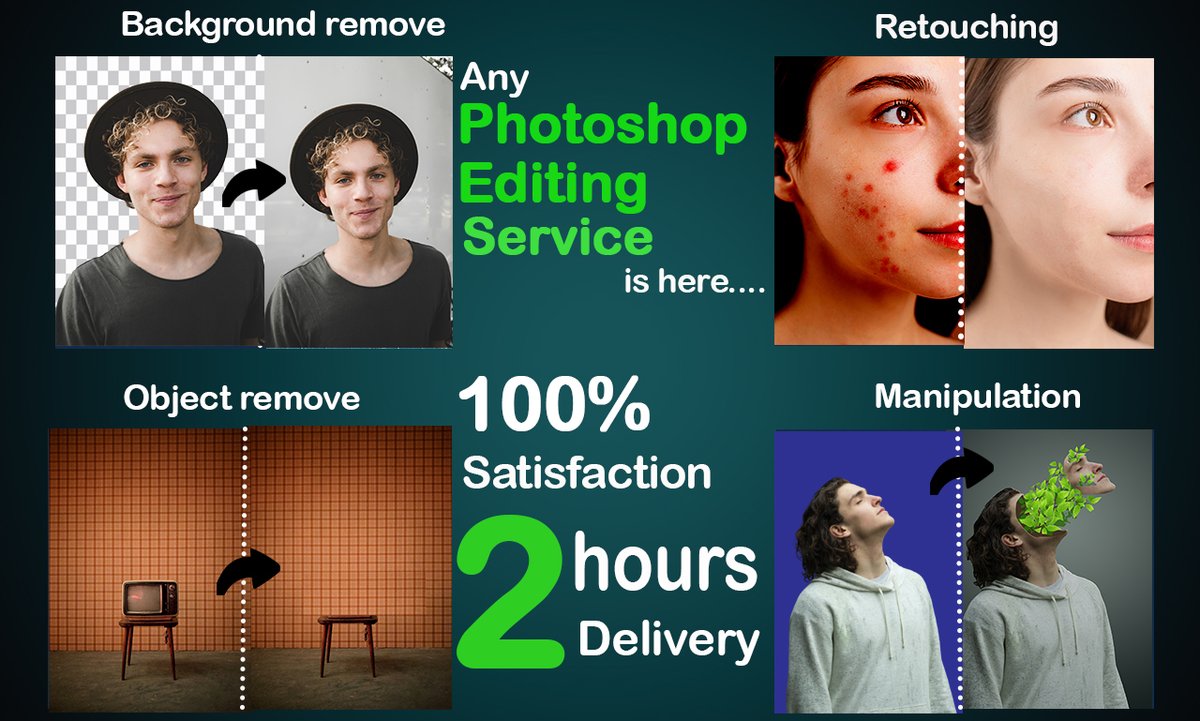 Background remove
Any
Photoshop
Editing
Service
is here....
Retouching
Object remove
100%
Satisfaction
2 hours
Delivery
Manipulation